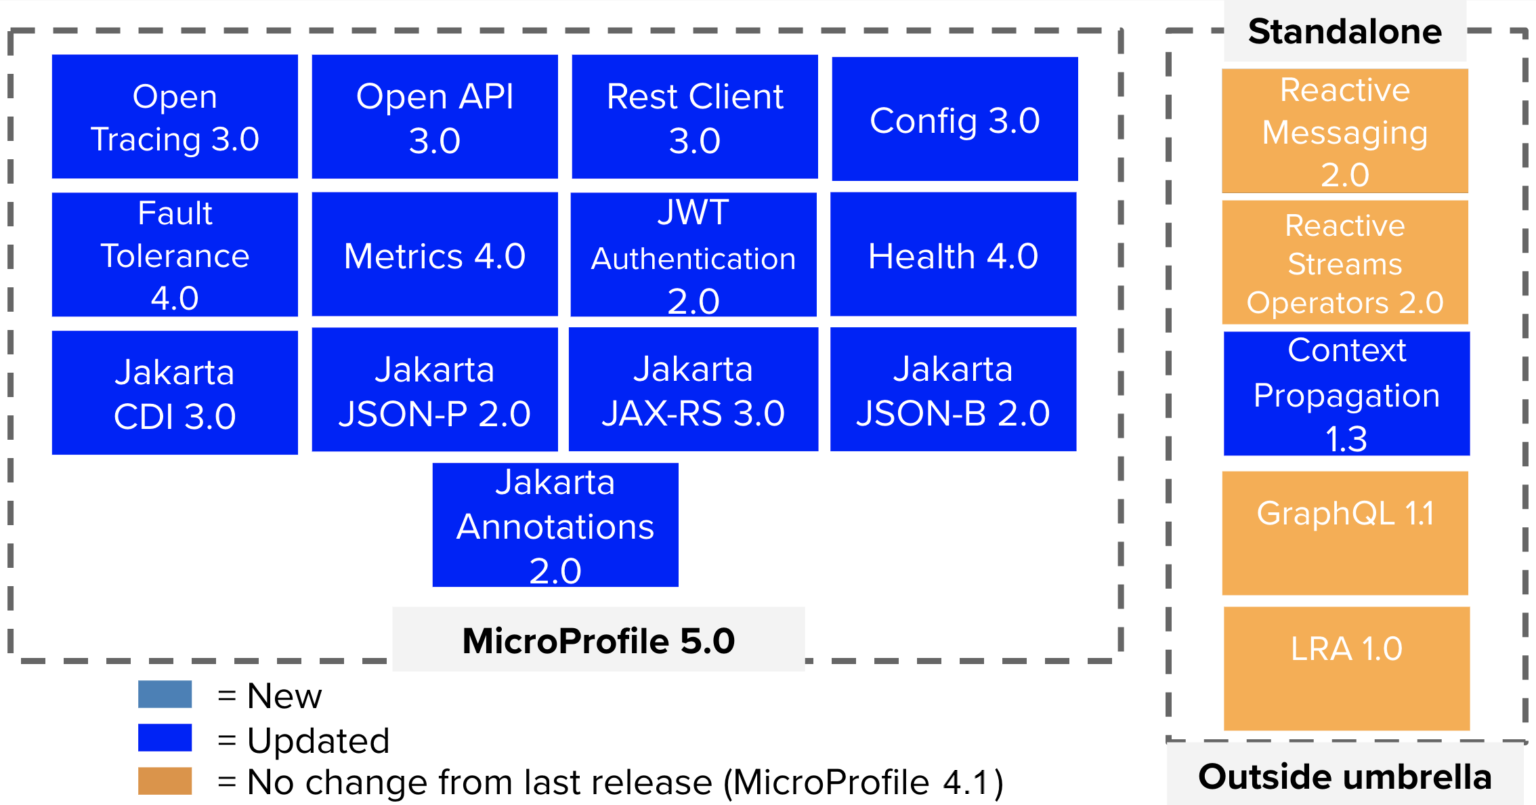 Open
Tracing 3.0
Open API
3.0
Rest Client
3.0
Config 3.0
Fault
Tolerance
4.0
Metrics 4.0
JWT
Authentication
2.0
Health 4.0
Jakarta
CDI 3.0
Jakarta
JSON-P 2.0
Jakarta
JAX-RS 3.0
Jakarta
JSON-B 2.0
Jakarta
Annotations
2.0
MicroProfile 5.0
= New
= Updated
= No change from last release (MicroProfile 4.1)
Standalone
Reactive
Messaging
2.0
Reactive
Streams
Operators 2.0
Context
Propagation
1.3
GraphQL 1.1
LRA 1.0
Outside umbrella